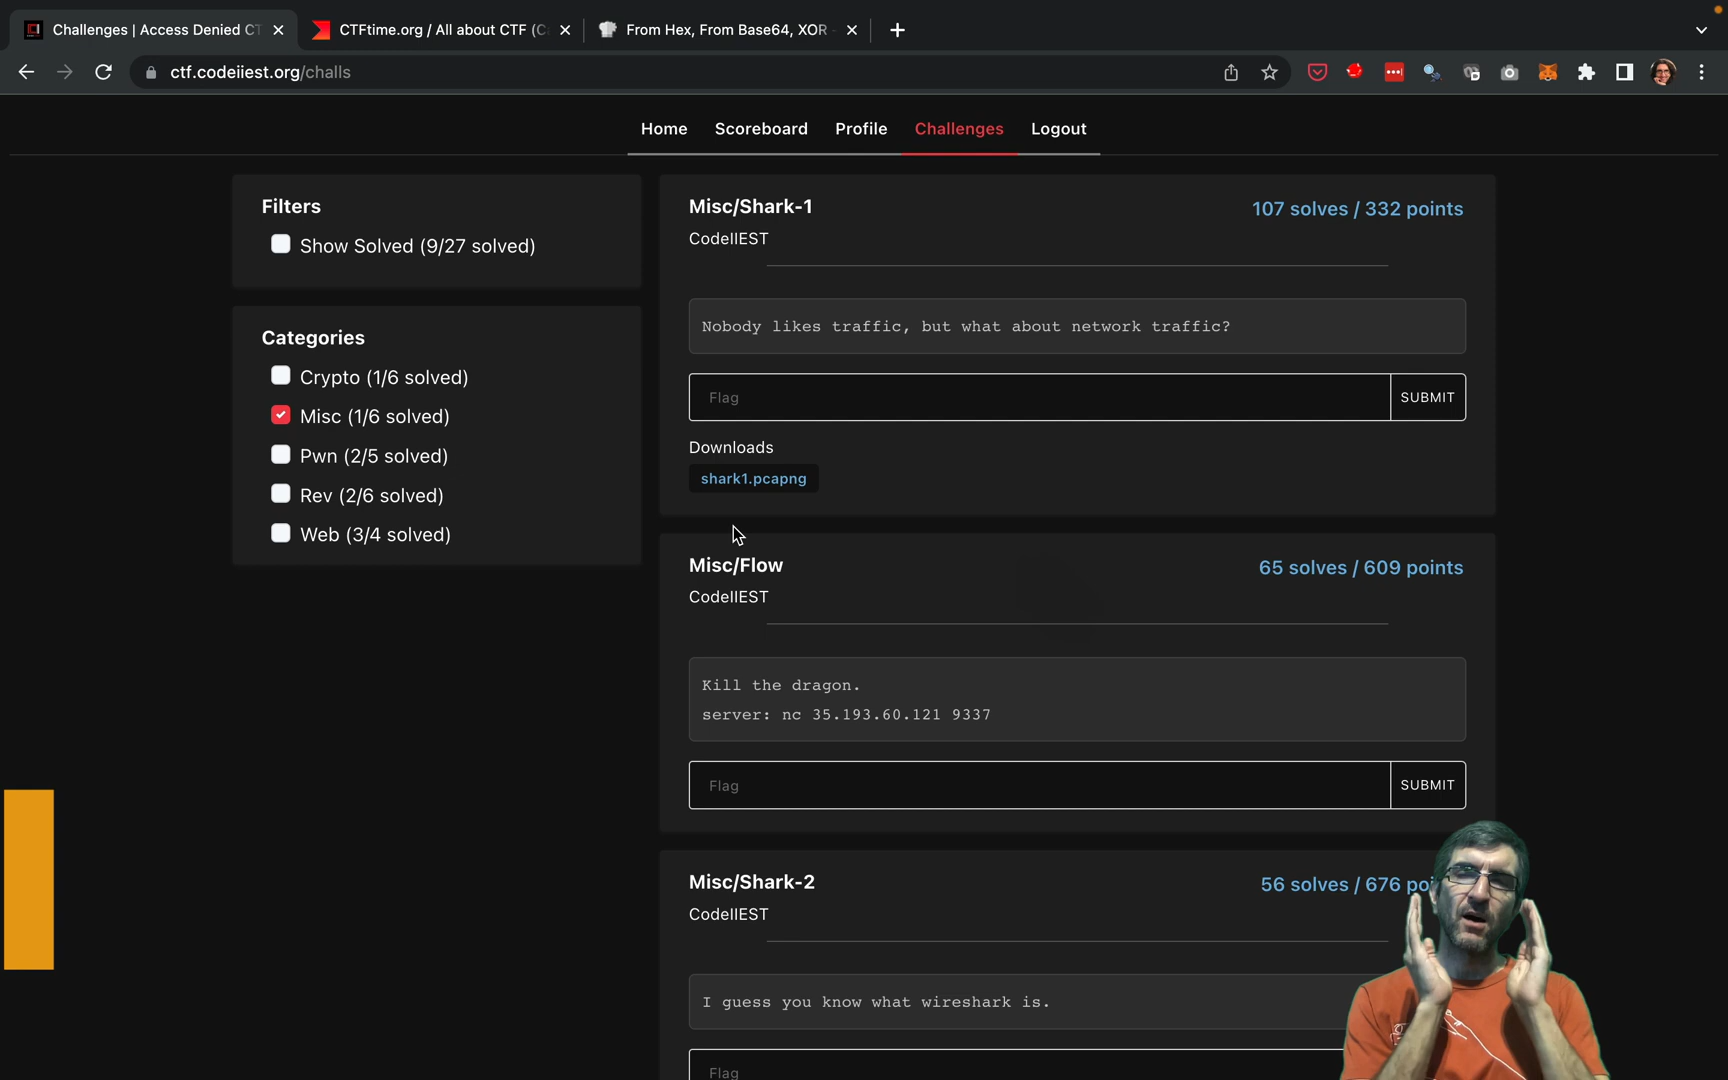 Challenges | Access Denied CT
CTFtime.org / All about CTF (C
From Hex, From Base64, XOR
ctf.codeiiest.org/challs
Home Scoreboard Profile Challenges Logout
Filters
Show Solved (9/27 solved)
Categories
Crypto (1/6 solved)
Misc (1/6 solved)
Pwn (2/5 solved)
Rev (2/6 solved)
Web (3/4 solved)
Misc/Shark-1
107 solves / 332 points
CodeIIEST
Nobody likes traffic, but what about network traffic?
Flag
SUBMIT
Downloads
shark1.pcapng
Misc/Flow
65 solves / 609 points
CodeIIEST
Kill the dragon.
server: nc 35.193.60.121 9337
Flag
SUBMIT
Misc/Shark-2
56 solves / 676 poi
CodeIIEST
I guess you know what wireshark is.
Flag